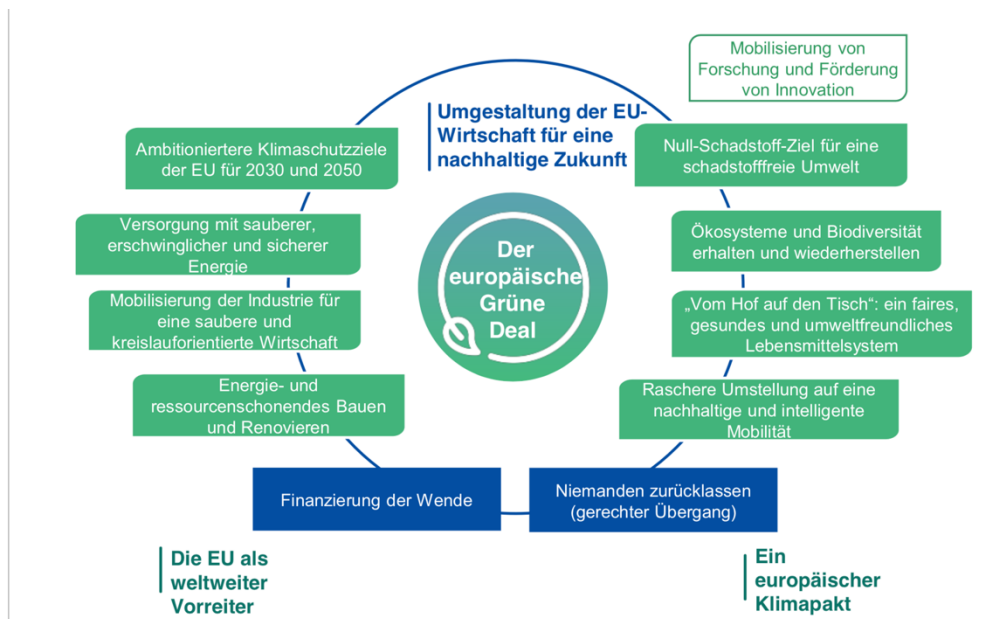 Mobilisierung von
Forschung und Förderung
von Innovation
Umgestaltung der EU-
Wirtschaft für eine
nachhaltige Zukunft
Ambitioniertere Klimaschutzziele
der EU für 2030 und 2050
Null-Schadstoff-Ziel für eine
schadstofffreie Umwelt
Versorgung mit sauberer,
erschwinglicher und sicherer
Energie
Ökosysteme und Biodiversität
erhalten und wiederherstellen
Der
europäische
Grüne
Deal
Mobilisierung der Industrie für
eine saubere und
kreislauforientierte Wirtschaft
„Vom Hof auf den Tisch“: ein faires,
gesundes und umweltfreundliches
Lebensmittelsystem
Energie- und
ressourcenschonendes Bauen
und Renovieren
Raschere Umstellung auf eine
nachhaltige und intelligente
Mobilität
Finanzierung der Wende
Niemanden zurücklassen
(gerechter Übergang)
Die EU als
weltweiter
Vorreiter
Ein
europäischer
Klimapakt